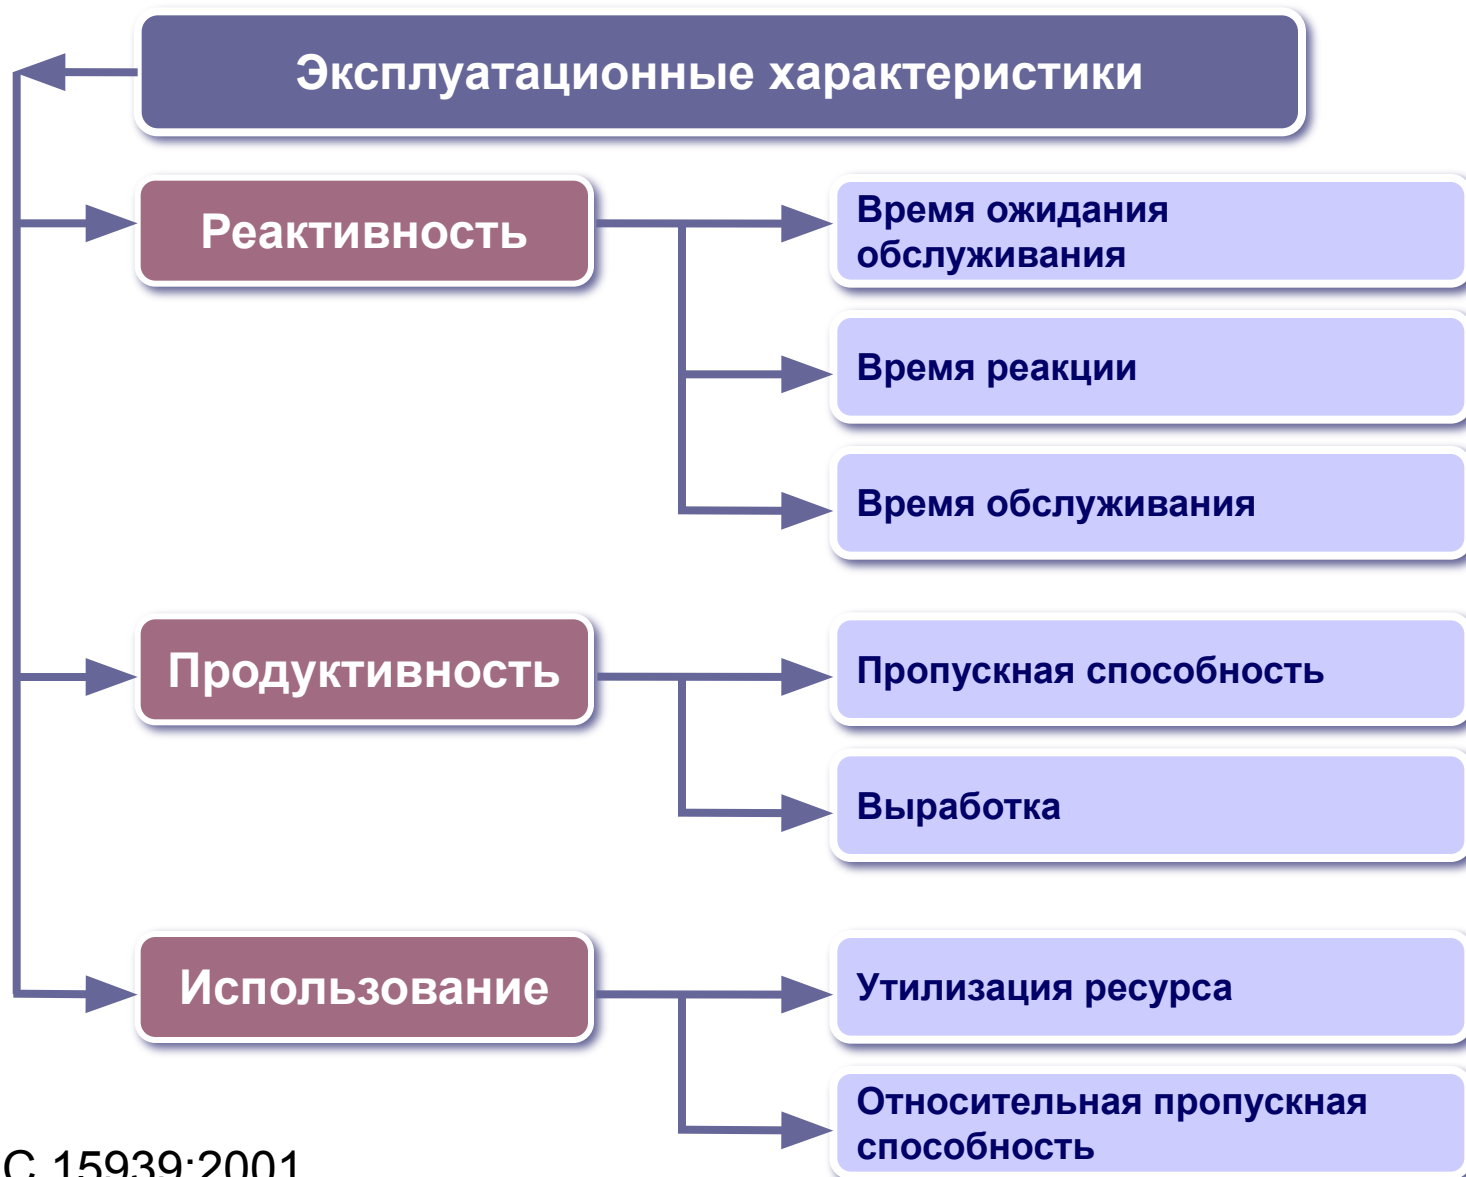 Эксплуатационные характеристики
Реактивность
Время ожидания
обслуживания
Время реакции
Время обслуживания
Продуктивность
Пропускная способность
Выработка
Использование
Утилизация ресурса
Относительная пропускная
способность
С 15939:2001